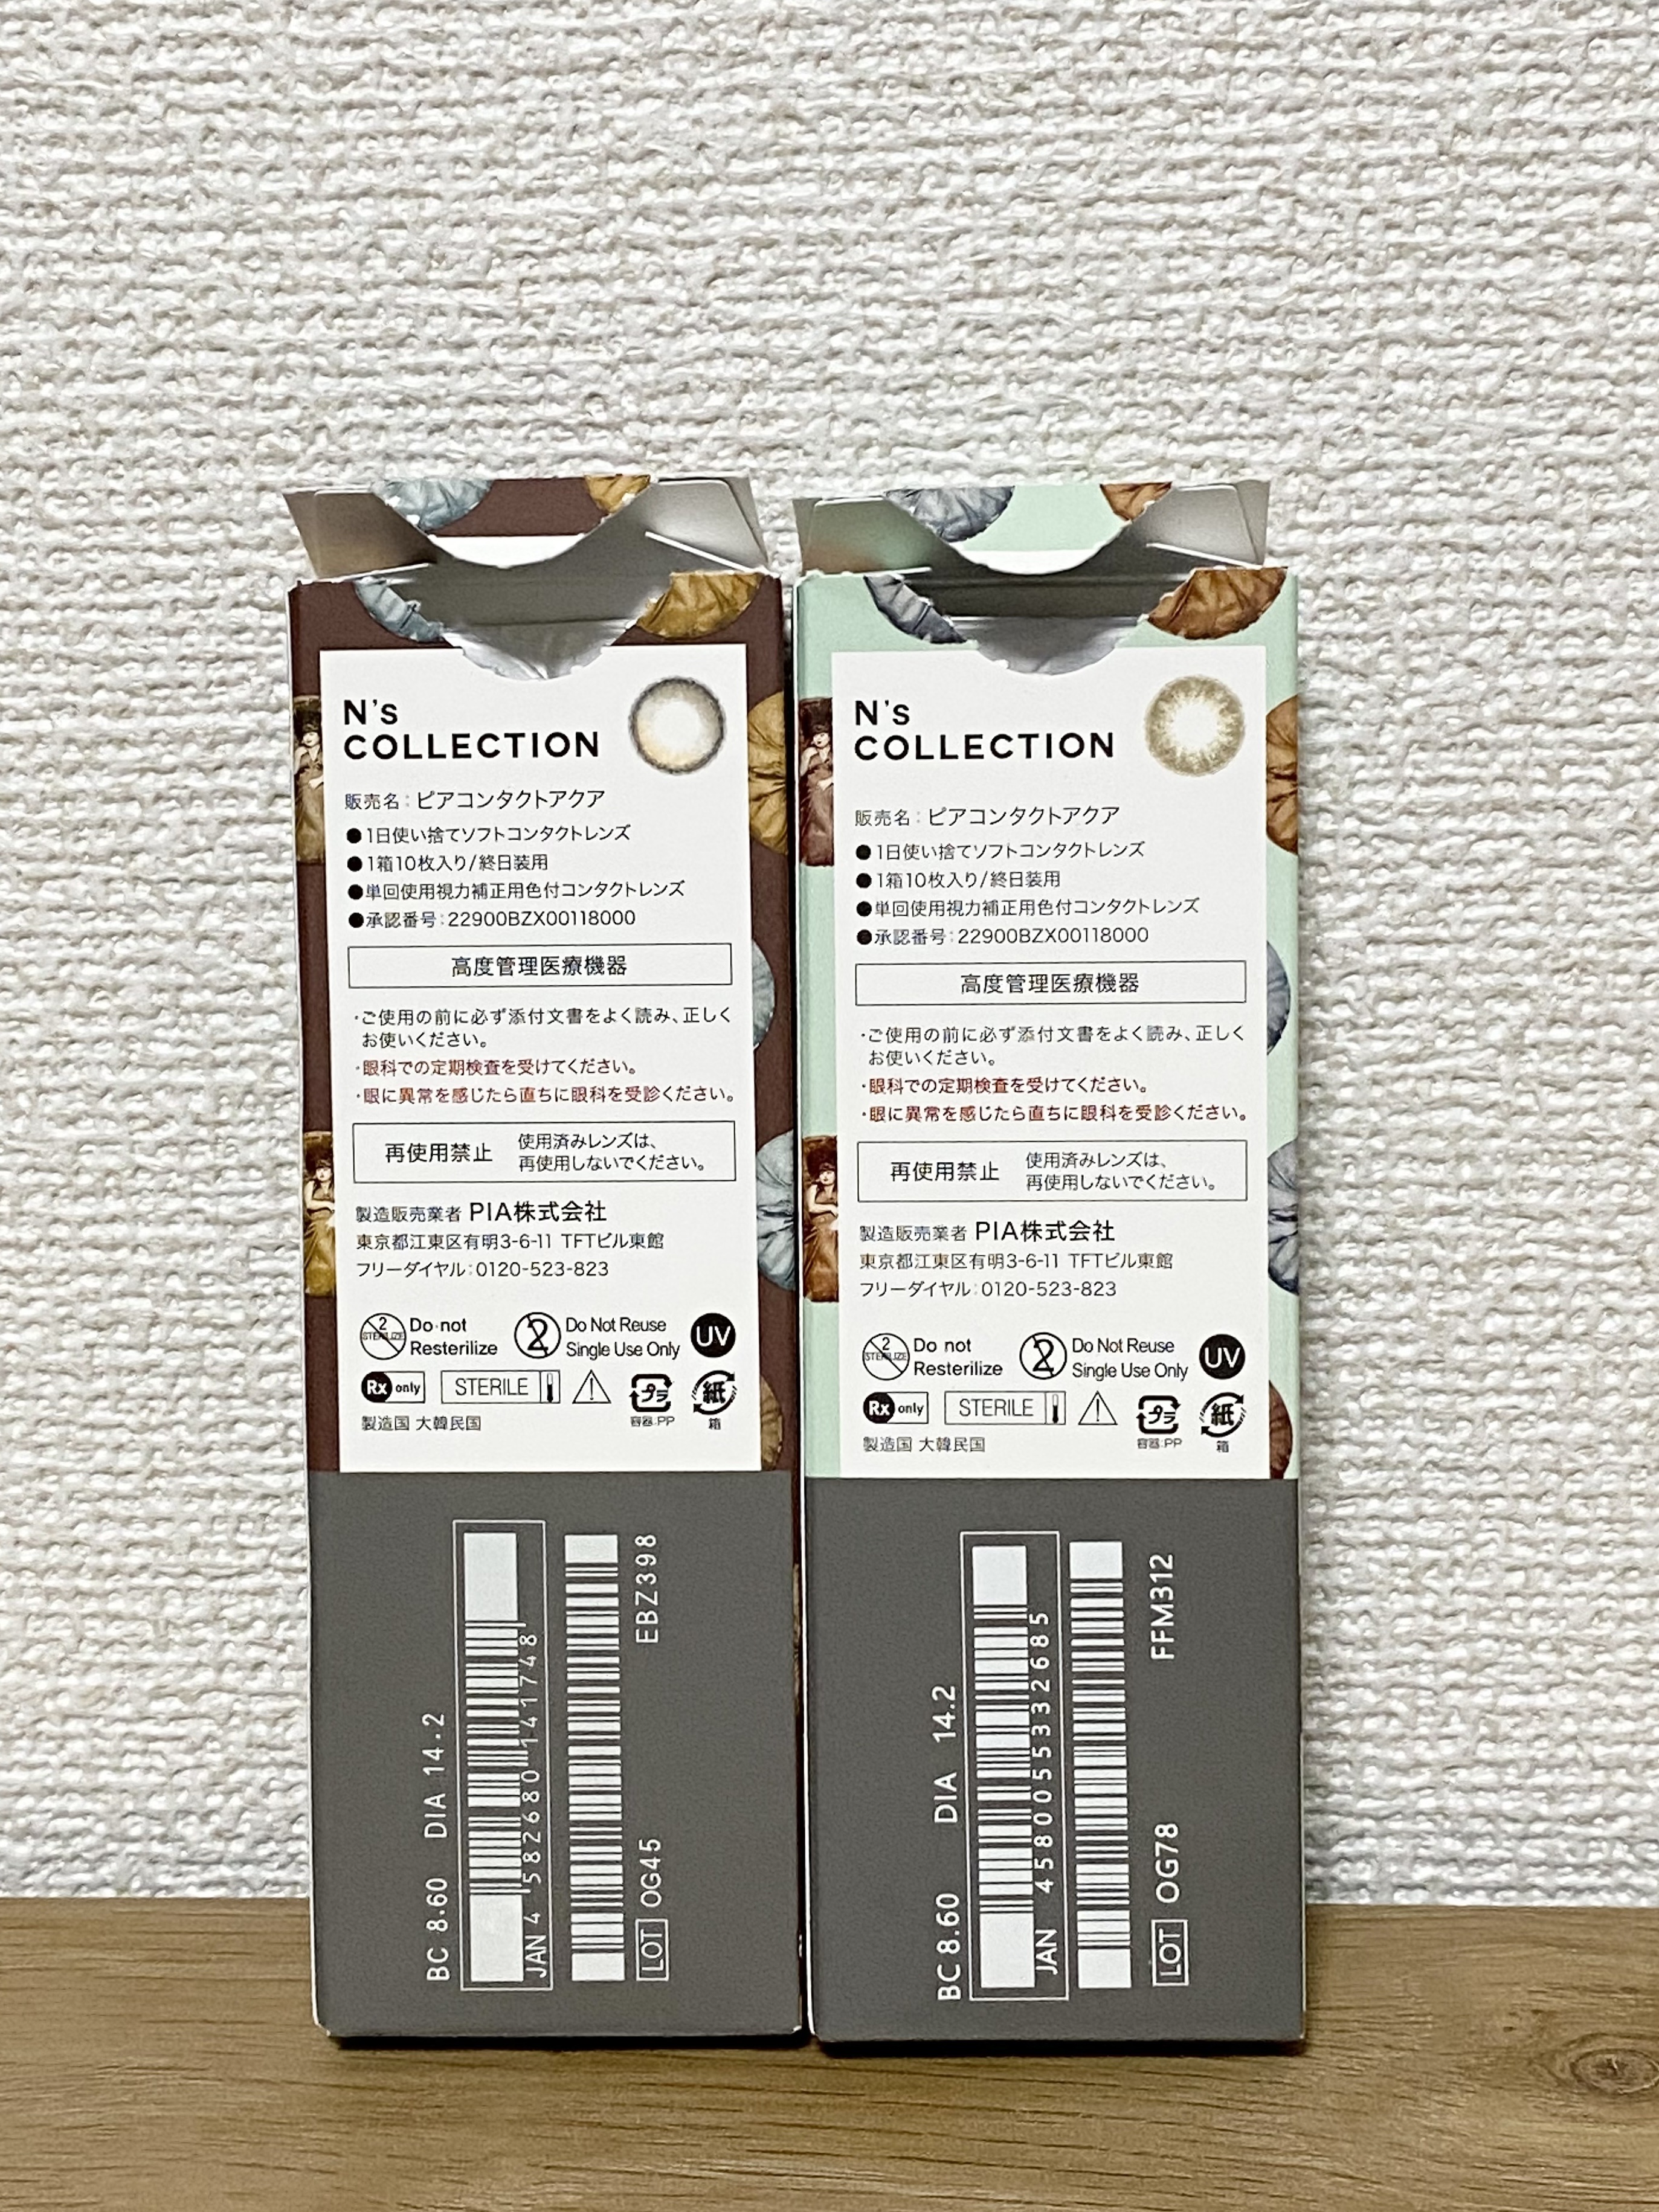 N's
COLLECTION
販売名:ピアコンタクトアクア
●1日使い捨てソフトコンタクトレンズ
●1箱10枚入り/終日装用
●単回使用視力補正用色付コンタクトレンズ
●承認番号:22900BZX00118000
高度管理医療機器
・ご使用の前に必ず添付文書をよく読み、正しく
お使いください。
・眼科での定期検査を受けてください。
・眼に異常を感じたら直ちに眼科を受診ください。
再使用禁止
使用済みレンズは、
再使用しないでください。
製造販売業者 PIA株式会社
東京都江東区有明3-6-11 TFTビル東館
フリーダイヤル:0120-523-823
2 STERILIZE
Do not
Resterilize
2
Do Not Reuse
Single Use Only
UV
Rx only
STERILE
プラ
容器:PP
紙
箱
製造国 大韓民国
BC 8.60 DIA 14.2
JAN 4 582680 141748
LOT OG45 EBZ398
N's
COLLECTION
販売名:ピアコンタクトアクア
●1日使い捨てソフトコンタクトレンズ
●1箱10枚入り/終日装用
●単回使用視力補正用色付コンタクトレンズ
●承認番号:22900BZX00118000
高度管理医療機器
・ご使用の前に必ず添付文書をよく読み、正しく
お使いください。
・眼科での定期検査を受けてください。
・眼に異常を感じたら直ちに眼科を受診ください。
再使用禁止
使用済みレンズは、
再使用しないでください。
製造販売業者 PIA株式会社
東京都江東区有明3-6-11 TFTビル東館
フリーダイヤル:0120-523-823
2 STERILIZE
Do not
Resterilize
2
Do Not Reuse
Single Use Only
UV
Rx only
STERILE
プラ
容器:PP
紙
箱
製造国 大韓民国
BC 8.60 DIA 14.2
JAN 4580055332685
LOT OG78 FFM312